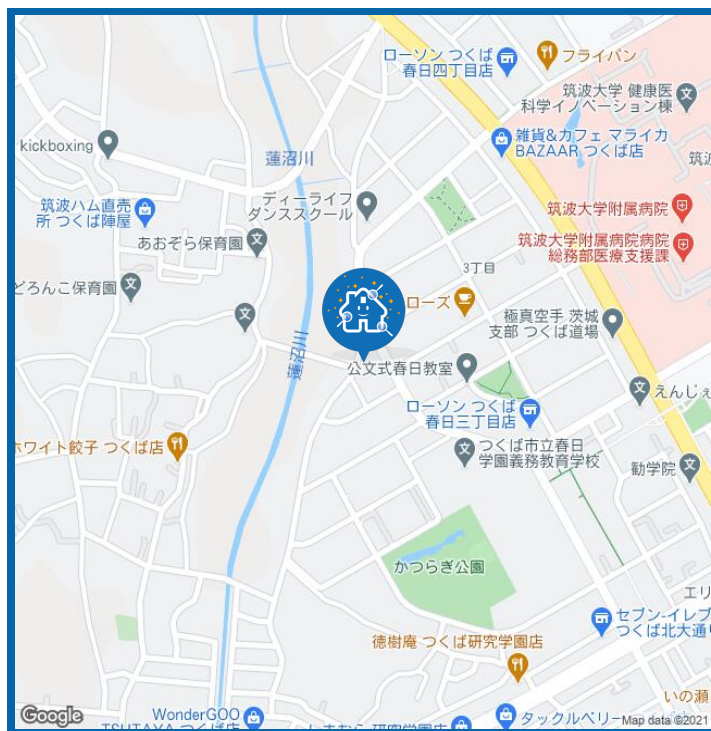 ローソン つくば
春日四丁目店
フライパン
筑波大学 健康医
科学イノベーション棟
kickboxing
蓮沼川
雑貨&カフェ マライカ
BAZAAR つくば店
筑波
ディーライフ
ダンススクール
筑波ハム直売
所 つくば陣屋
筑波大学附属病院
あおぞら保育園
筑波大学附属病院病院
総務部医療支援課
3丁目
どろんこ保育園
ローズ
極真空手 茨城
支部 つくば道場
蓮沼川
公文式春日教室
えんじぇ
ローソン つくば
春日三丁目店
ホワイト餃子 つくば店
つくば市立春日
学園義務教育学校
勧学院
かつらぎ公園
エリ
セブン-イレブ
つくば北大通り
徳樹庵 つくば研究学園店
いの瀬
Google
WonderGOO
TSUTAYA つくば店
しまむら 研究学園店
タックルベリー
Map data ©2021